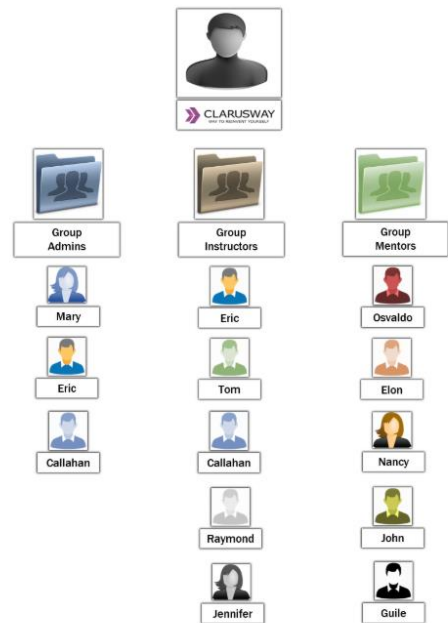 CLARUSWAY
WAY TO REINVENT YOURSELF
Group
Admins
Group
Instructors
Group
Mentors
Mary
Eric
Osvaldo
Eric
Tom
Elon
Callahan
Callahan
Nancy
Raymond
John
Jennifer
Guile